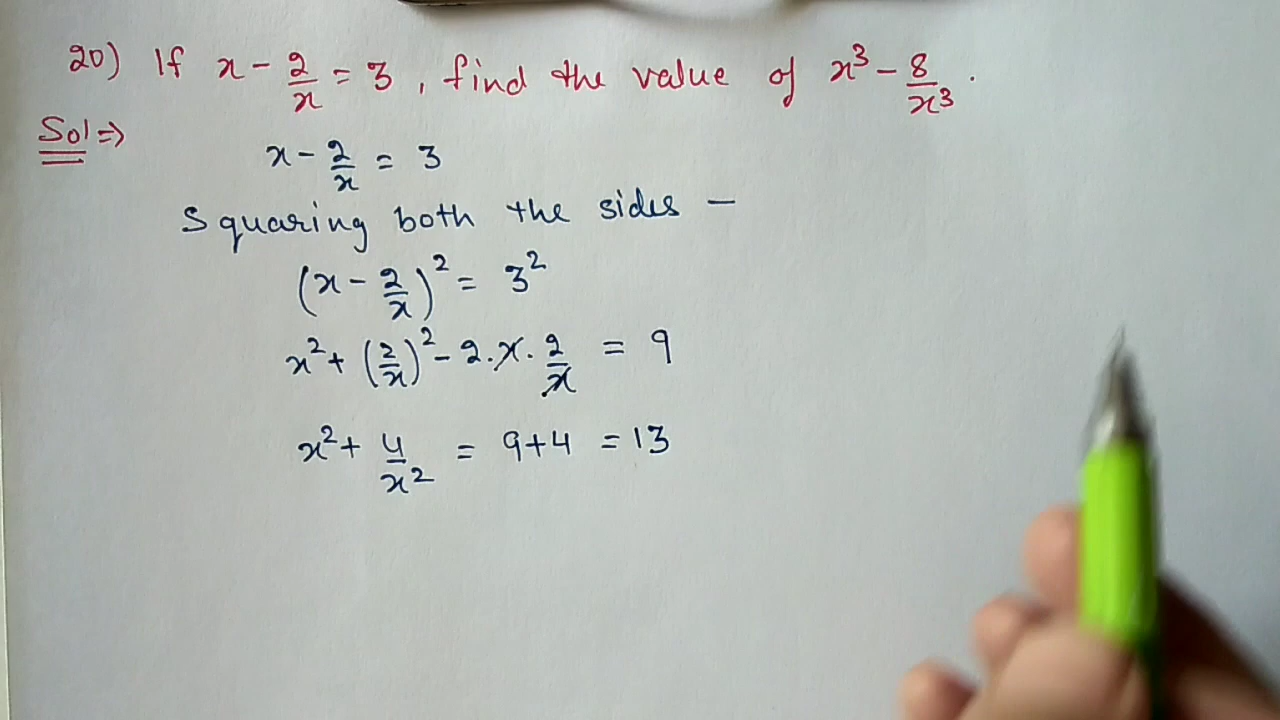 20) If x - 2/x = 3, find the value of x³ - 8/x³.
Sol ⇒
x - 2/x = 3
Squaring both the sides —
(x - 2/x)² = 3²
x² + (2/x)² - 2·x·2/x = 9
x² + 4/x² = 9+4 = 13